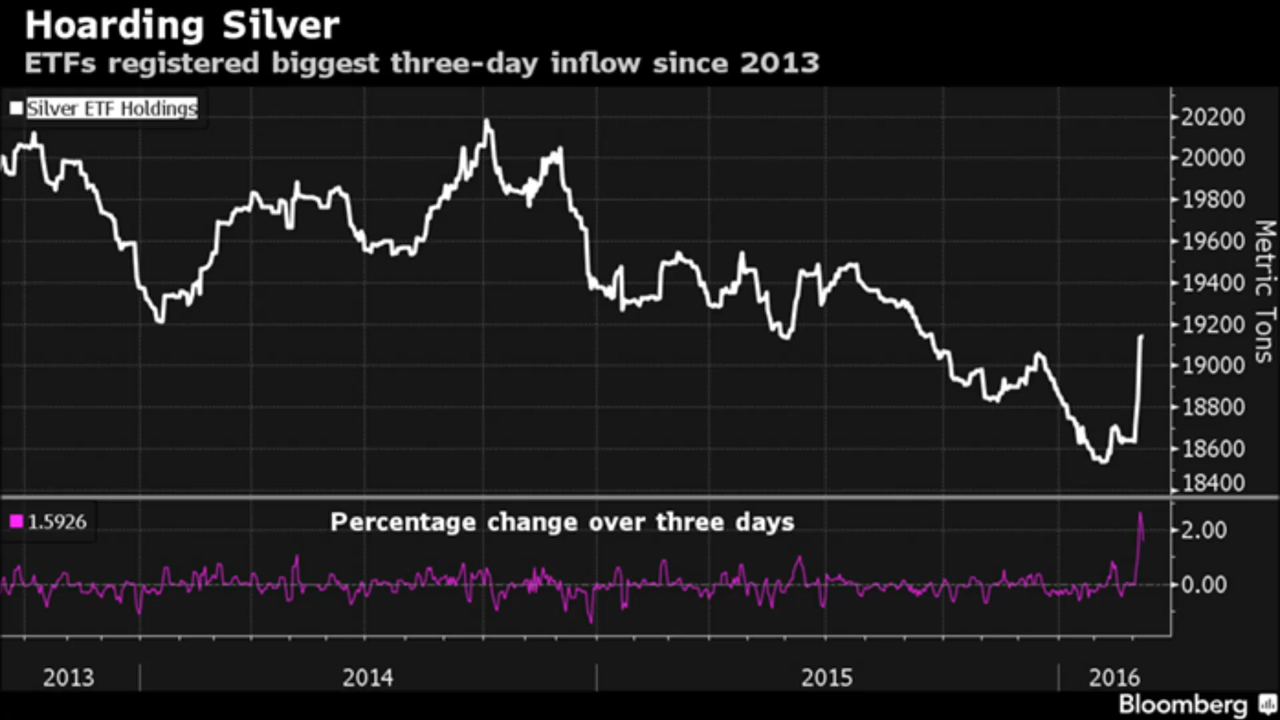 Hoarding Silver
ETFs registered biggest three-day inflow since 2013
Silver ETF Holdings
20200
20000
19800
19600
19400
19200
19000
18800
18600
18400
Metric Tons
1.5926
Percentage change over three days
2.00
0.00
2013 2014 2015 2016
Bloomberg